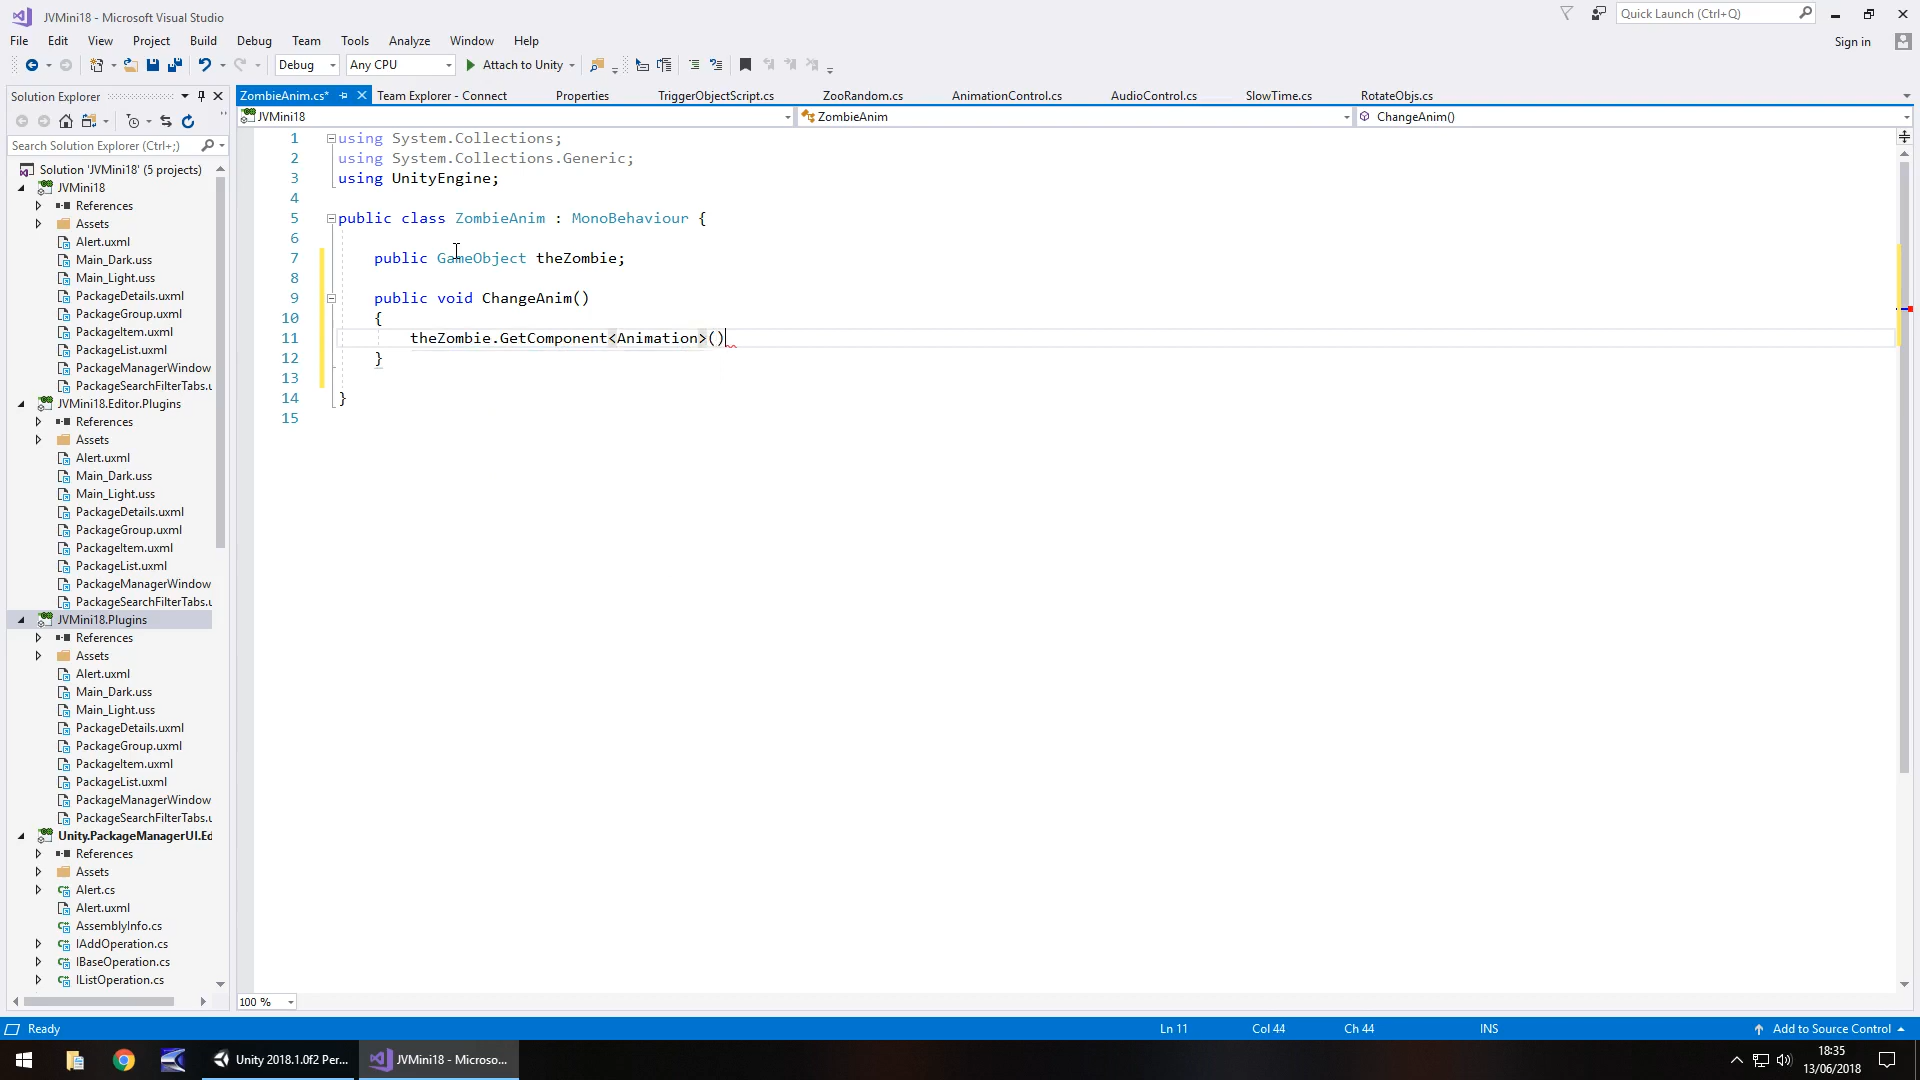 JVMini18 - Microsoft Visual Studio
Quick Launch (Ctrl+Q)
File Edit View Project Build Debug Team Tools Analyze Window Help
Sign in
Debug Any CPU Attach to Unity
Solution Explorer
ZombieAnim.cs* Team Explorer - Connect Properties TriggerObjectScript.cs ZooRandom.cs AnimationControl.cs AudioControl.cs SlowTime.cs RotateObjs.cs
JVMini18 ZombieAnim ChangeAnim()
Search Solution Explorer (Ctrl+;)
Solution 'JVMini18' (5 projects)
JVMini18
References
Assets
Alert.uxml
Main_Dark.uss
Main_Light.uss
PackageDetails.uxml
PackageGroup.uxml
PackageItem.uxml
PackageList.uxml
PackageManagerWindow
PackageSearchFilterTabs.u
JVMini18.Editor.Plugins
References
Assets
Alert.uxml
Main_Dark.uss
Main_Light.uss
PackageDetails.uxml
PackageGroup.uxml
PackageItem.uxml
PackageList.uxml
PackageManagerWindow
PackageSearchFilterTabs.u
JVMini18.Plugins
References
Assets
Alert.uxml
Main_Dark.uss
Main_Light.uss
PackageDetails.uxml
PackageGroup.uxml
PackageItem.uxml
PackageList.uxml
PackageManagerWindow
PackageSearchFilterTabs.u
Unity.PackageManagerUI.Ed
References
Assets
Alert.cs
Alert.uxml
AssemblyInfo.cs
IAddOperation.cs
IBaseOperation.cs
IListOperation.cs
1 using System.Collections;
2 using System.Collections.Generic;
3 using UnityEngine;
4
5 public class ZombieAnim : MonoBehaviour {
6
7 public GameObject theZombie;
8
9 public void ChangeAnim()
10 {
11 theZombie.GetComponent<Animation>()
12 }
13
14 }
15
100 %
Ready Ln 11 Col 44 Ch 44 INS Add to Source Control
Unity 2018.1.0f2 Per... JVMini18 - Microso...
18:35
13/06/2018